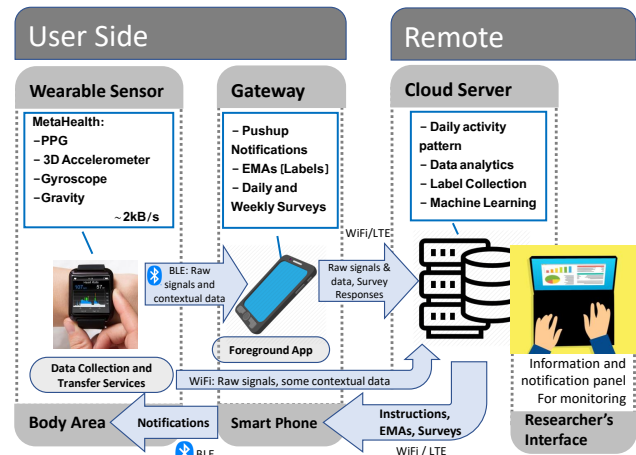 User Side
Remote
Wearable Sensor
Gateway
Cloud Server
MetaHealth:
–PPG
– 3D Accelerometer
–Gyroscope
–Gravity
~2kB/s
– Pushup
Notifications
– EMAs [Labels]
– Daily and
Weekly Surveys
– Daily activity
pattern
– Data analytics
– Label Collection
– Machine Learning
WiFi/LTE
BLE: Raw
signals and
contextual data
Raw signals &
data, Survey
Responses
Foreground App
Data Collection and
Transfer Services
WiFi: Raw signals, some contextual data
Information and
notification panel
For monitoring
Body Area
Notifications
Smart Phone
Instructions,
EMAs, Surveys
Researcher's
Interface
BLE
WiFi / LTE